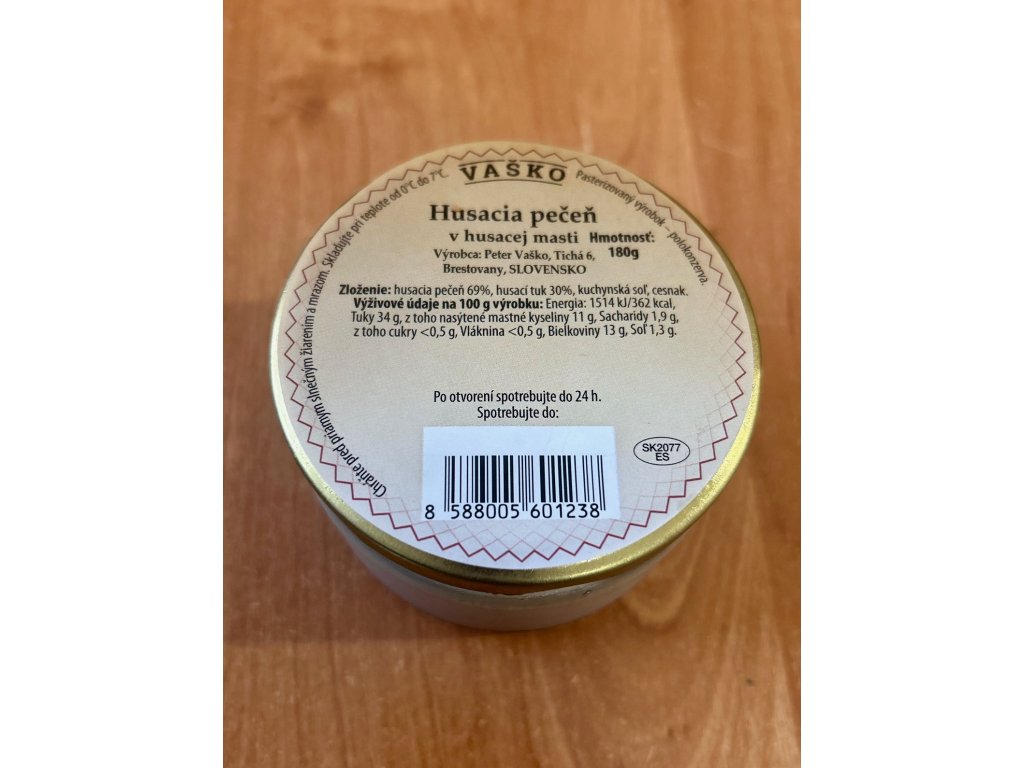 VAŠKO
Husacia pečeň
v husacej masti
Hmotnosť:
180g
Výrobca: Peter Vaško, Tichá 6,
Brestovany, SLOVENSKO
Zloženie: husacia pečeň 69%, husací tuk 30%, kuchynská soľ, cesnak.
Výživové údaje na 100 g výrobku: Energia: 1514 kJ/362 kcal,
Tuky 34 g, z toho nasýtené mastné kyseliny 11 g, Sacharidy 1,9 g,
z toho cukry <0,5 g, Vláknina <0,5 g, Bielkoviny 13 g, Soľ 1,3 g.
Po otvorení spotrebujte do 24 h.
Spotrebujte do:
SK2077
ES
8 588005 601238
Chráňte pred priamym slnečným žiarením a mrazom. Skladujte pri teplote od 0°C do 7°C.
Pasterizovaný výrobok – polokonzerva.